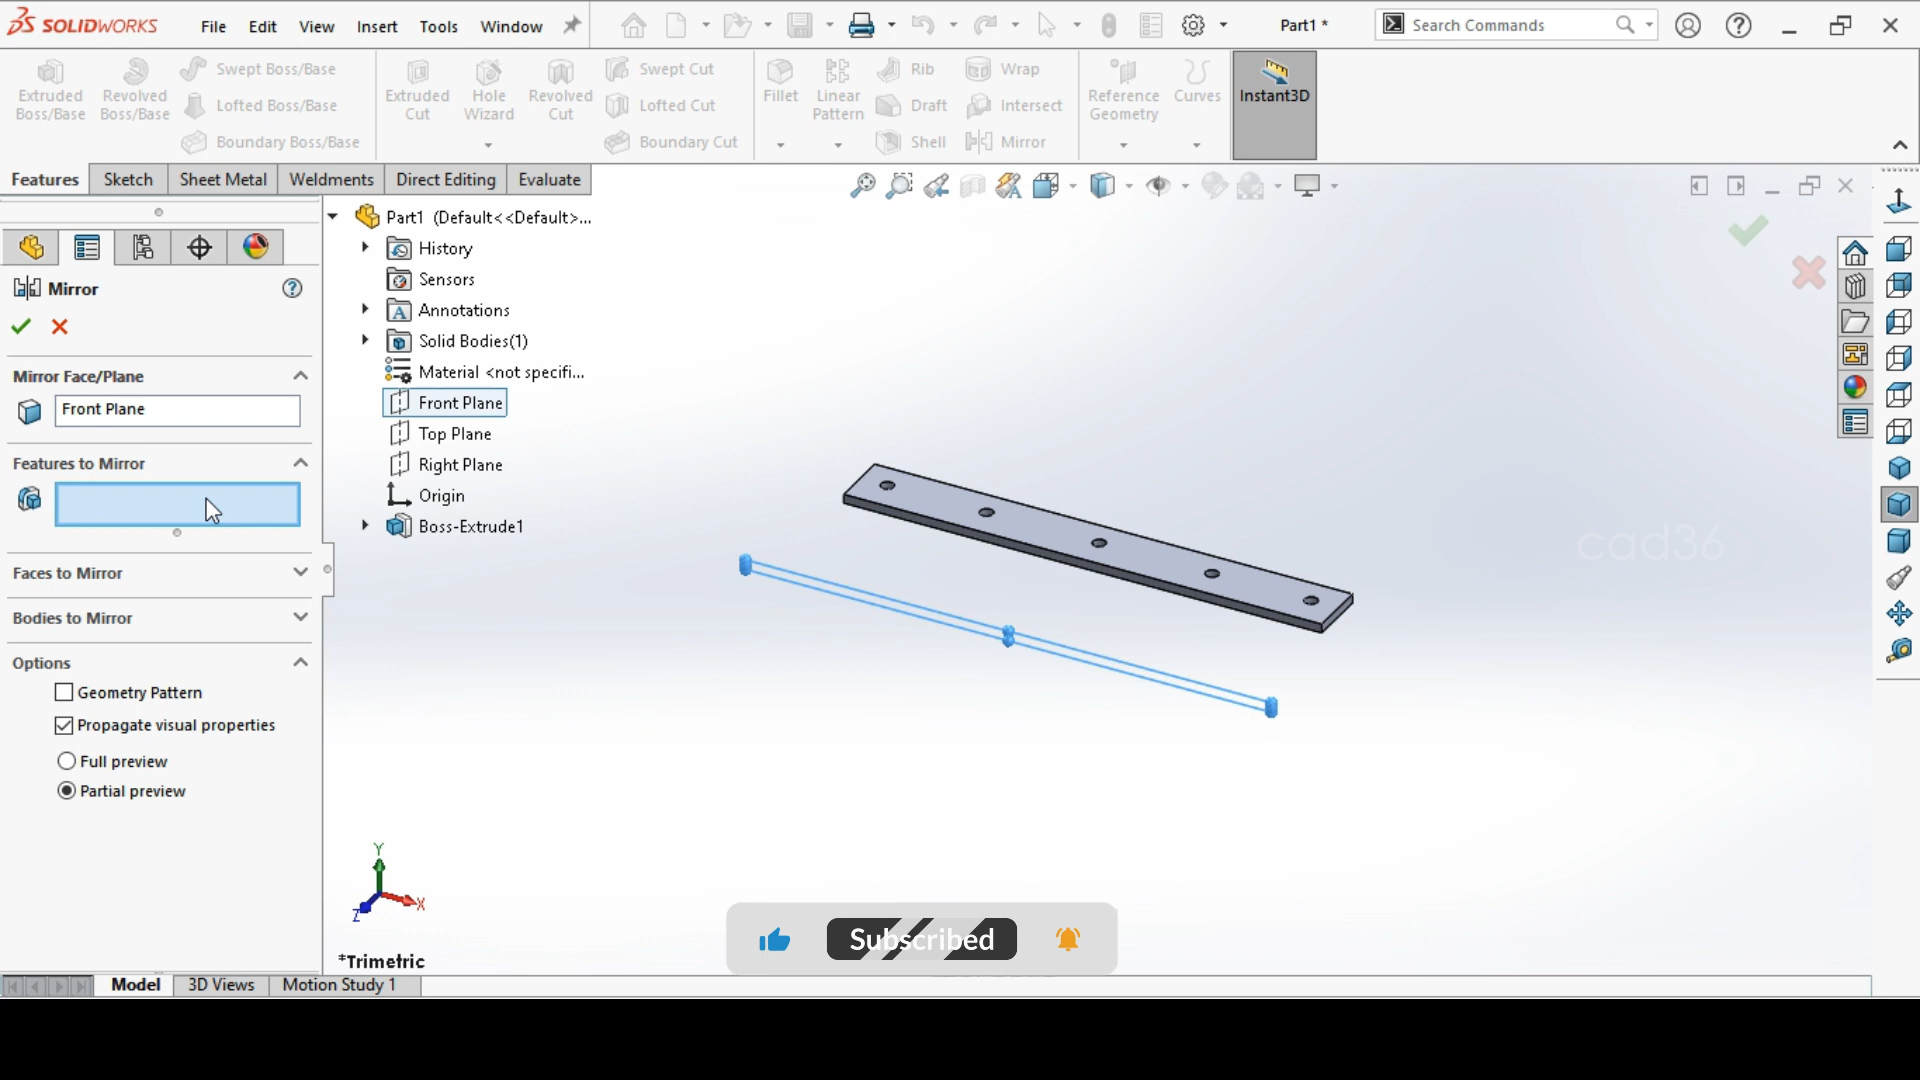 SOLIDWORKS File Edit View Insert Tools Window Part1 * Search Commands
Extruded Boss/Base
Revolved Boss/Base
Swept Boss/Base
Lofted Boss/Base
Boundary Boss/Base
Extruded Cut
Hole Wizard
Revolved Cut
Swept Cut
Lofted Cut
Boundary Cut
Fillet
Linear Pattern
Rib
Draft
Shell
Wrap
Intersect
Mirror
Reference Geometry
Curves
Instant3D
Features Sketch Sheet Metal Weldments Direct Editing Evaluate
Mirror
Mirror Face/Plane
Front Plane
Features to Mirror
Faces to Mirror
Bodies to Mirror
Options
Geometry Pattern
Propagate visual properties
Full preview
Partial preview
Part1 (Default<<Default>...
History
Sensors
Annotations
Solid Bodies(1)
Material <not specifi...
Front Plane
Top Plane
Right Plane
Origin
Boss-Extrude1
cad36
Y
X
Z
*Trimetric
Subscribed
Model 3D Views Motion Study 1